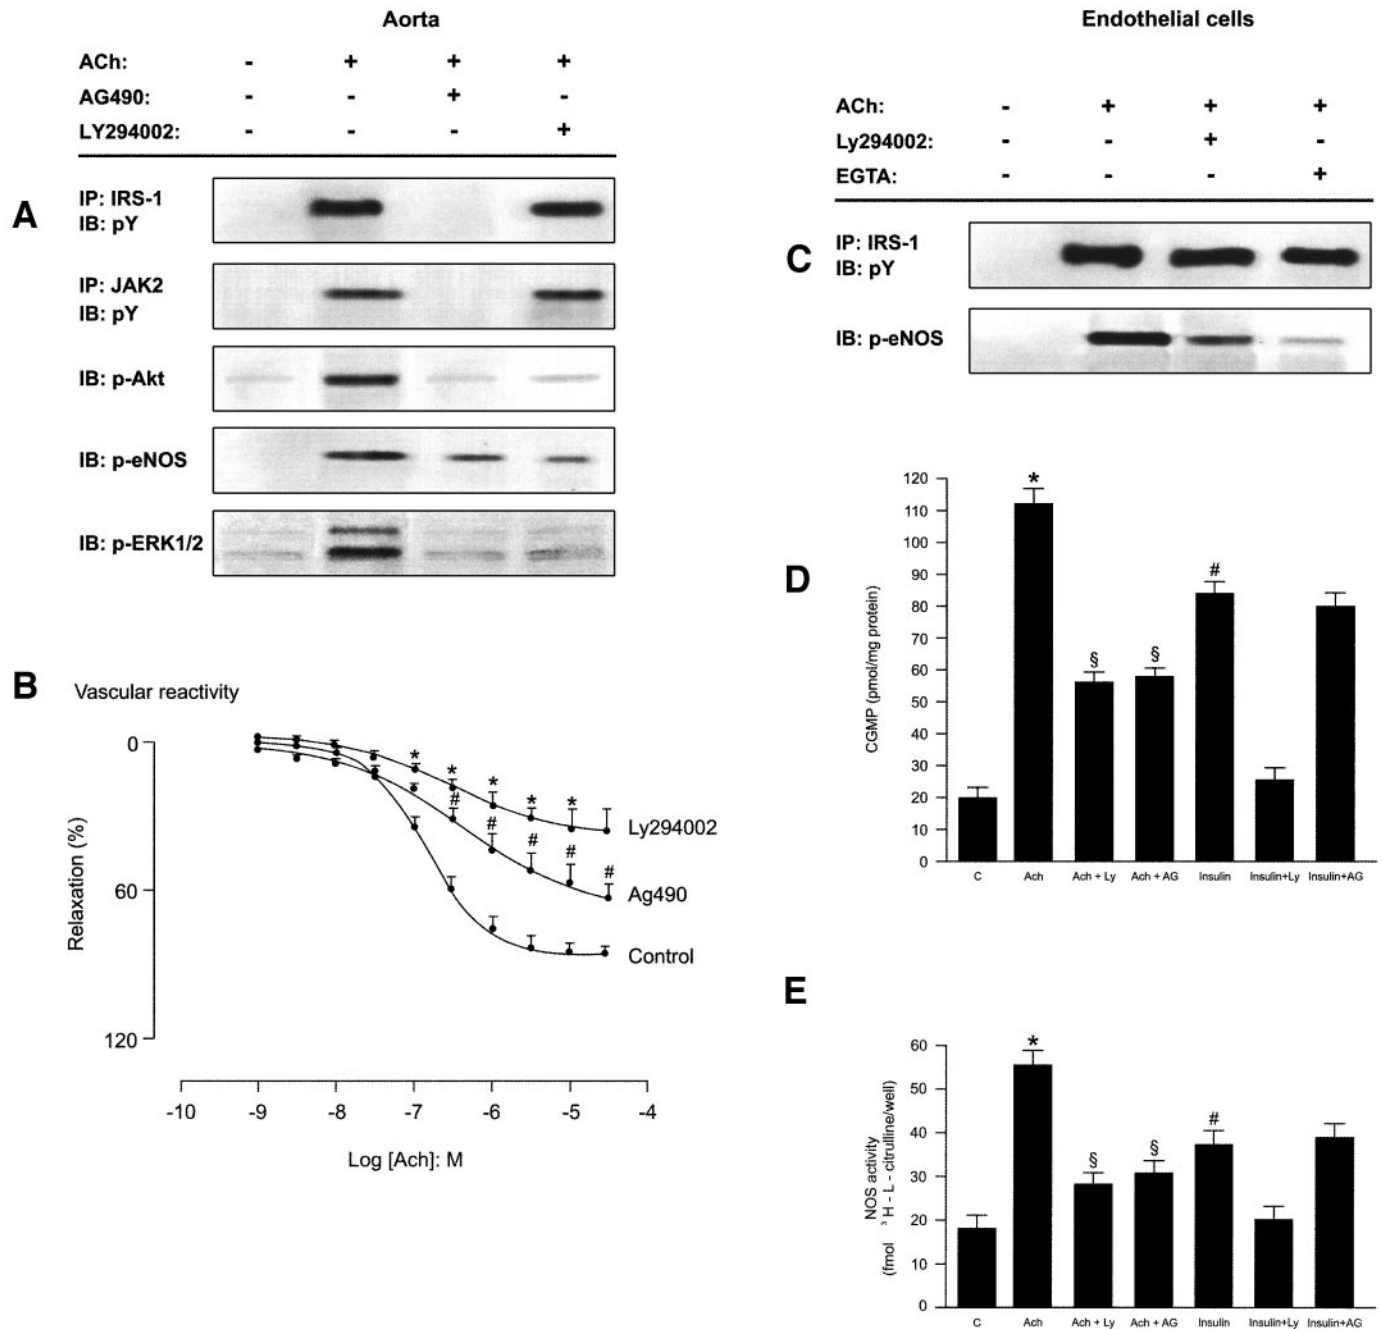 Aorta
ACh: - + + +
AG490: - - + -
LY294002: - - - +
A
IP: IRS-1
IB: pY
IP: JAK2
IB: pY
IB: p-Akt
IB: p-eNOS
IB: p-ERK1/2
B
Vascular reactivity
0
60
120
Relaxation (%)
* * * * *
# # # # #
Ly294002
Ag490
Control
-10 -9 -8 -7 -6 -5 -4
Log [Ach]: M
Endothelial cells
ACh: - + + +
Ly294002: - - + -
EGTA: - - - +
C
IP: IRS-1
IB: pY
IB: p-eNOS
D
CGMP (pmol/mg protein)
120
110
100
90
80
70
60
50
40
30
20
10
0
* § § #
C Ach Ach + Ly Ach + AG Insulin Insulin+Ly Insulin+AG
E
NOS activity
(fmol ³ H - L - citrulline/well)
60
50
40
30
20
10
0
* § § #
C Ach Ach + Ly Ach + AG Insulin Insulin+Ly Insulin+AG